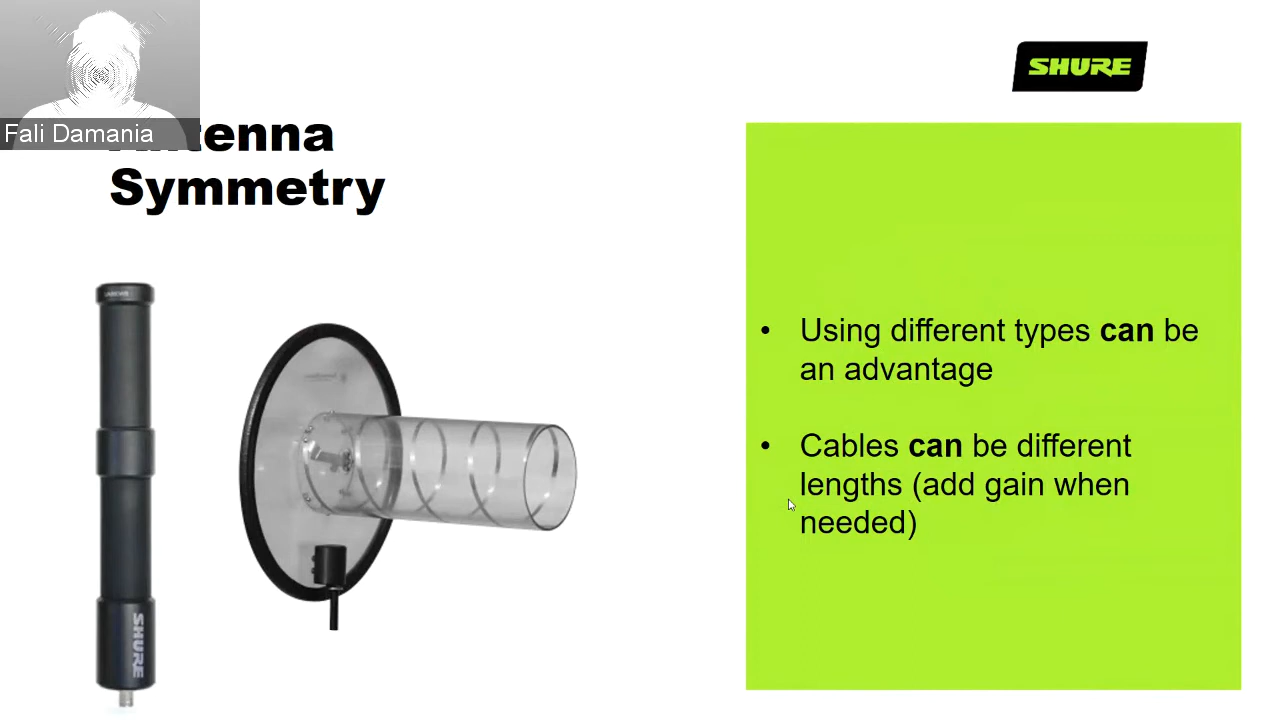 SHURE
Fali Damania
Symmetry
• Using different types can be
an advantage
• Cables can be different
lengths (add gain when
needed)
SHURE